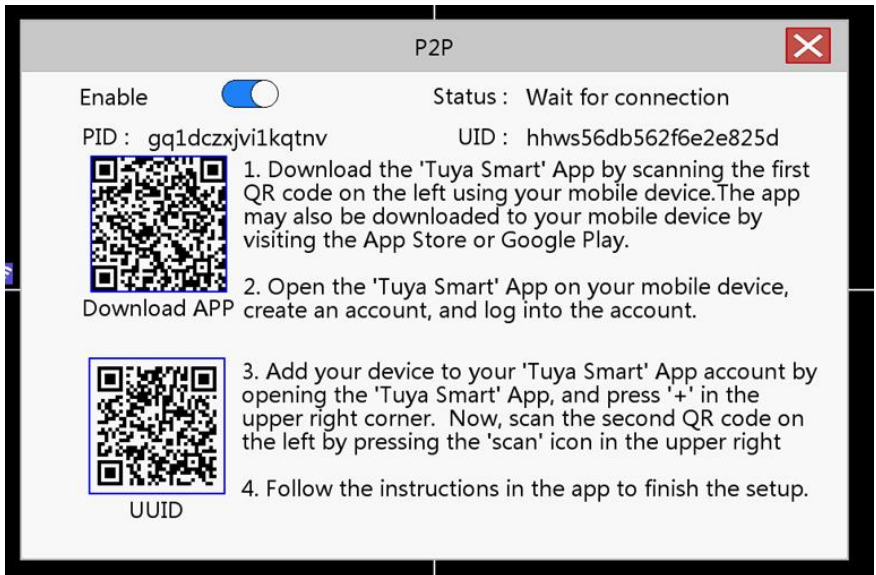 P2P
Enable
Status : Wait for connection
PID : gq1dczxjvi1kqtnv
UID : hhws56db562f6e2e825d
1. Download the 'Tuya Smart' App by scanning the first
QR code on the left using your mobile device.The app
may also be downloaded to your mobile device by
visiting the App Store or Google Play.
2. Open the 'Tuya Smart' App on your mobile device,
create an account, and log into the account.
Download APP
3. Add your device to your 'Tuya Smart' App account by
opening the 'Tuya Smart' App, and press '+' in the
upper right corner.  Now, scan the second QR code on
the left by pressing the 'scan' icon in the upper right
4. Follow the instructions in the app to finish the setup.
UUID